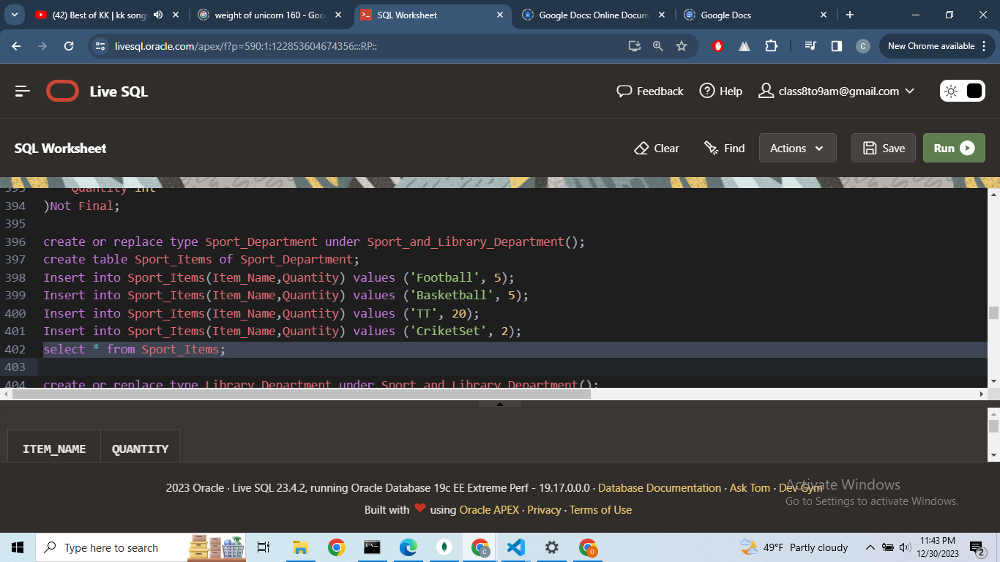 (42) Best of KK | kk songs
weight of unicorn 160 - Goo
SQL Worksheet
Google Docs: Online Docum
Google Docs
livesql.oracle.com/apex/f?p=590:1:122853604674356:::RP::
C
New Chrome available
Live SQL
Feedback
Help
class8to9am@gmail.com
SQL Worksheet
Clear
Find
Actions
Save
Run
393 Quantity int
394 )Not Final;
395
396 create or replace type Sport_Department under Sport_and_Library_Department();
397 create table Sport_Items of Sport_Department;
398 Insert into Sport_Items(Item_Name,Quantity) values ('Football', 5);
399 Insert into Sport_Items(Item_Name,Quantity) values ('Basketball', 5);
400 Insert into Sport_Items(Item_Name,Quantity) values ('TT', 20);
401 Insert into Sport_Items(Item_Name,Quantity) values ('CriketSet', 2);
402 select * from Sport_Items;
403
404 create or replace type Library_Department under Sport_and_Library_Department();
ITEM_NAME QUANTITY
2023 Oracle · Live SQL 23.4.2, running Oracle Database 19c EE Extreme Perf - 19.17.0.0.0 · Database Documentation · Ask Tom · Dev Gym
Built with ❤ using Oracle APEX · Privacy · Terms of Use
Activate Windows
Go to Settings to activate Windows.
Type here to search
49°F Partly cloudy
11:43 PM
12/30/2023
2